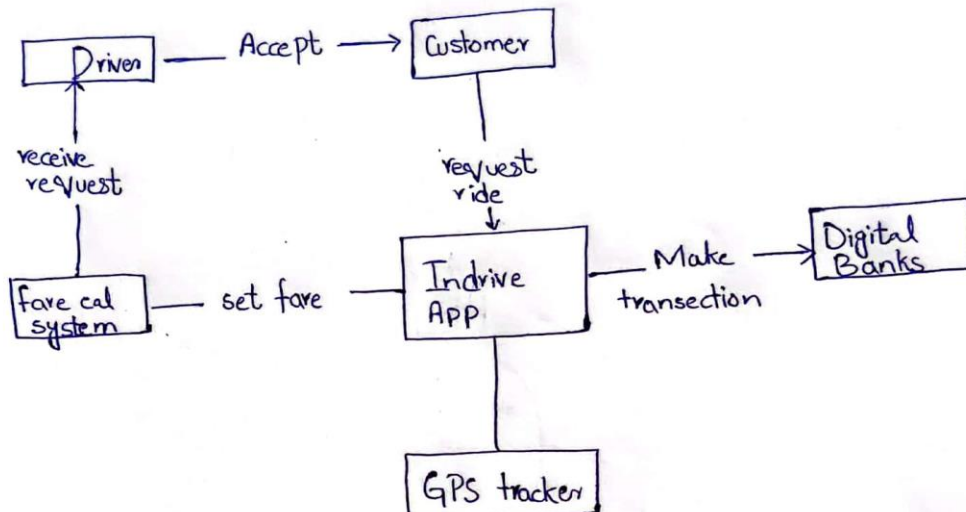 Driver
Accept
Customer
receive
request
request
ride
fare cal
system
set fare
Indrive
App
Make
transection
Digital
Banks
GPS tracker